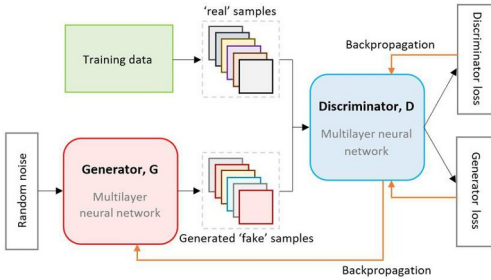 'real' samples
Training data
Backpropagation
Discriminator loss
Discriminator, D
Multilayer neural
network
Random noise
Generator, G
Multilayer
neural network
Generated 'fake' samples
Generator loss
Backpropagation